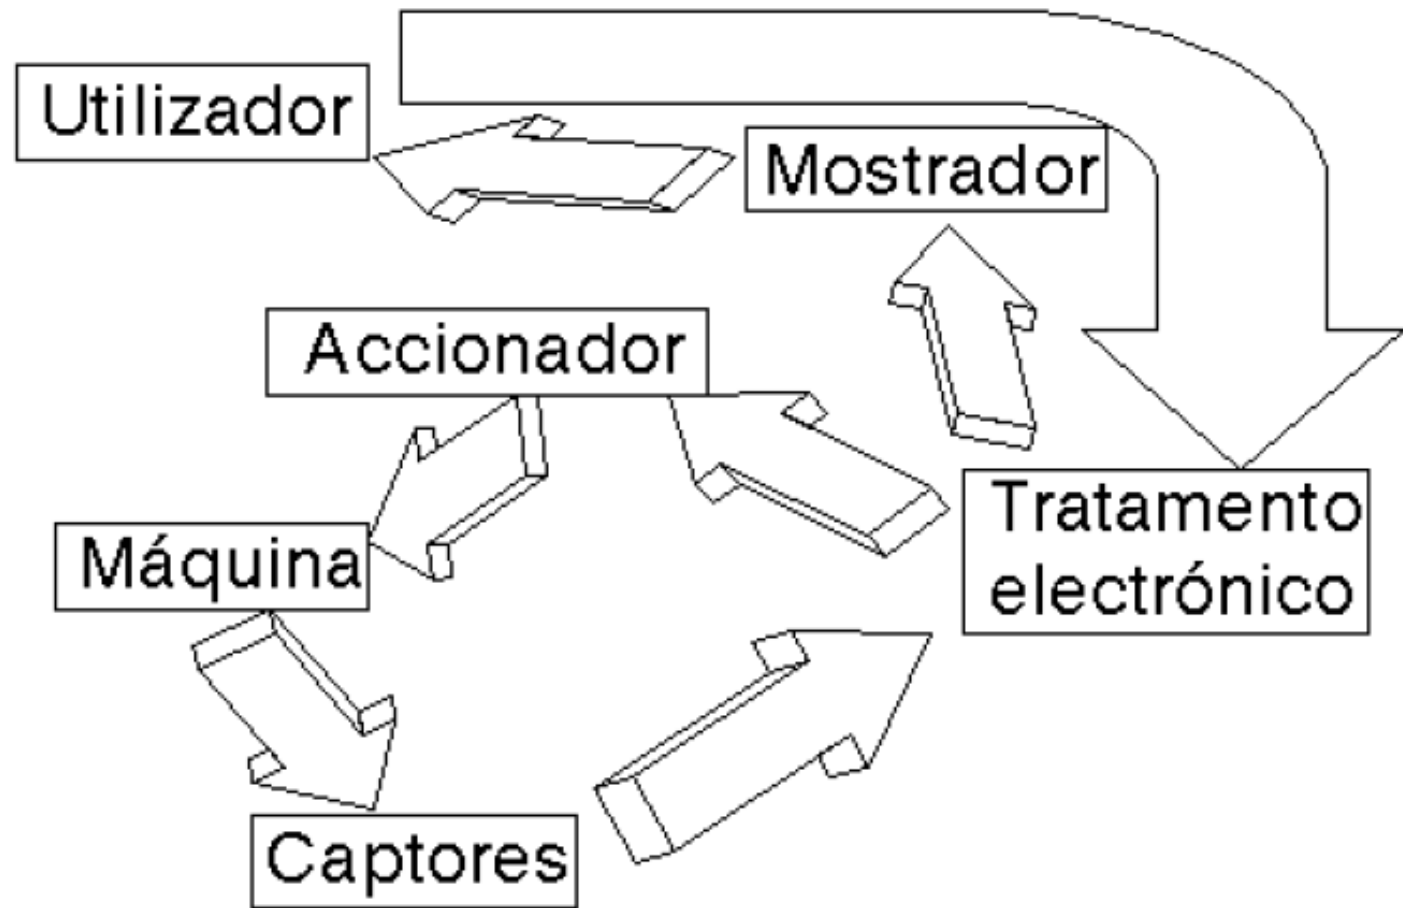 Utilizador
Mostrador
Accionador
Tratamento
electrónico
Máquina
Captores